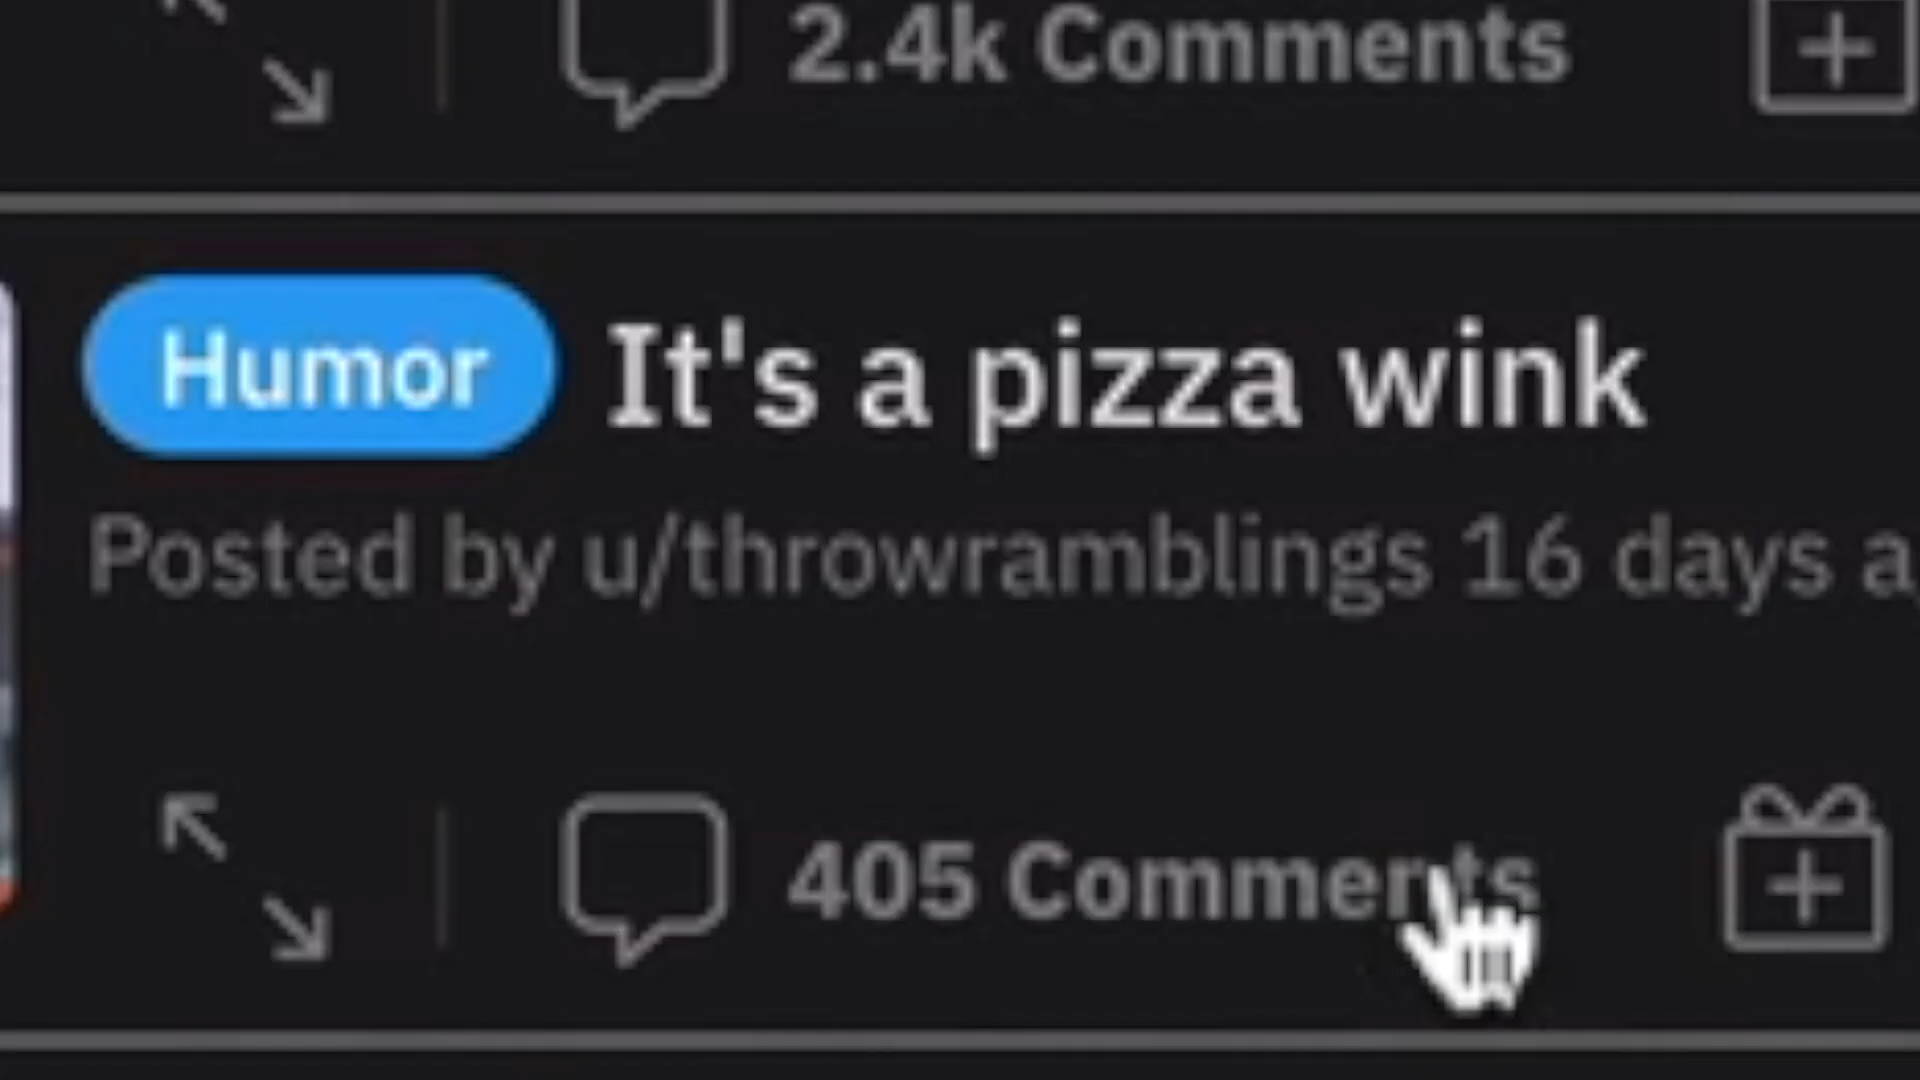 2.4k Comments
Humor It's a pizza wink
Posted by u/throwramblings 16 days
405 Comments